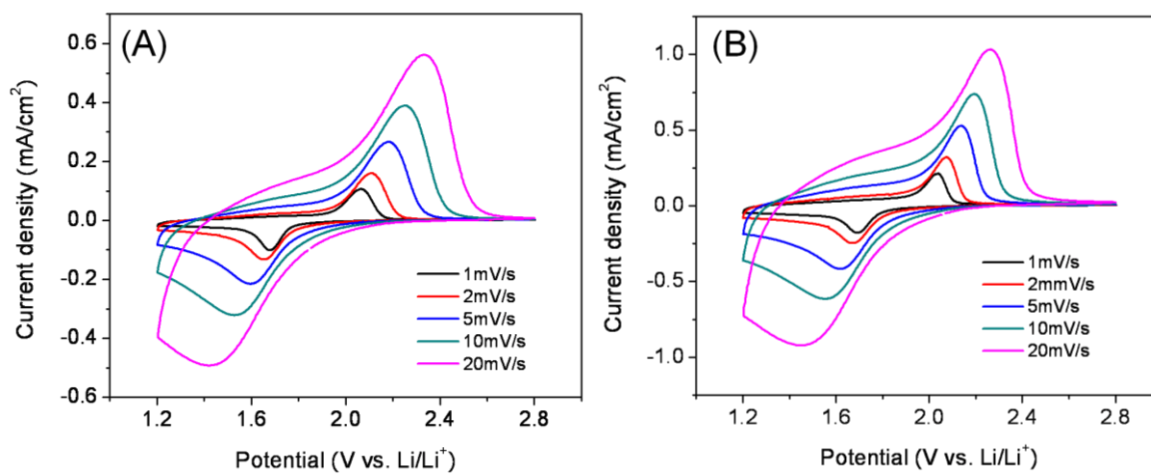 (A)
Current density (mA/cm²)
0.6
0.4
0.2
0.0
-0.2
-0.4
-0.6
1.2 1.6 2.0 2.4 2.8
Potential (V vs. Li/Li⁺)
1mV/s
2mV/s
5mV/s
10mV/s
20mV/s
(B)
Current density (mA/cm²)
1.0
0.5
0.0
-0.5
-1.0
1.2 1.6 2.0 2.4 2.8
Potential (V vs. Li/Li⁺)
1mV/s
2mmV/s
5mV/s
10mV/s
20mV/s